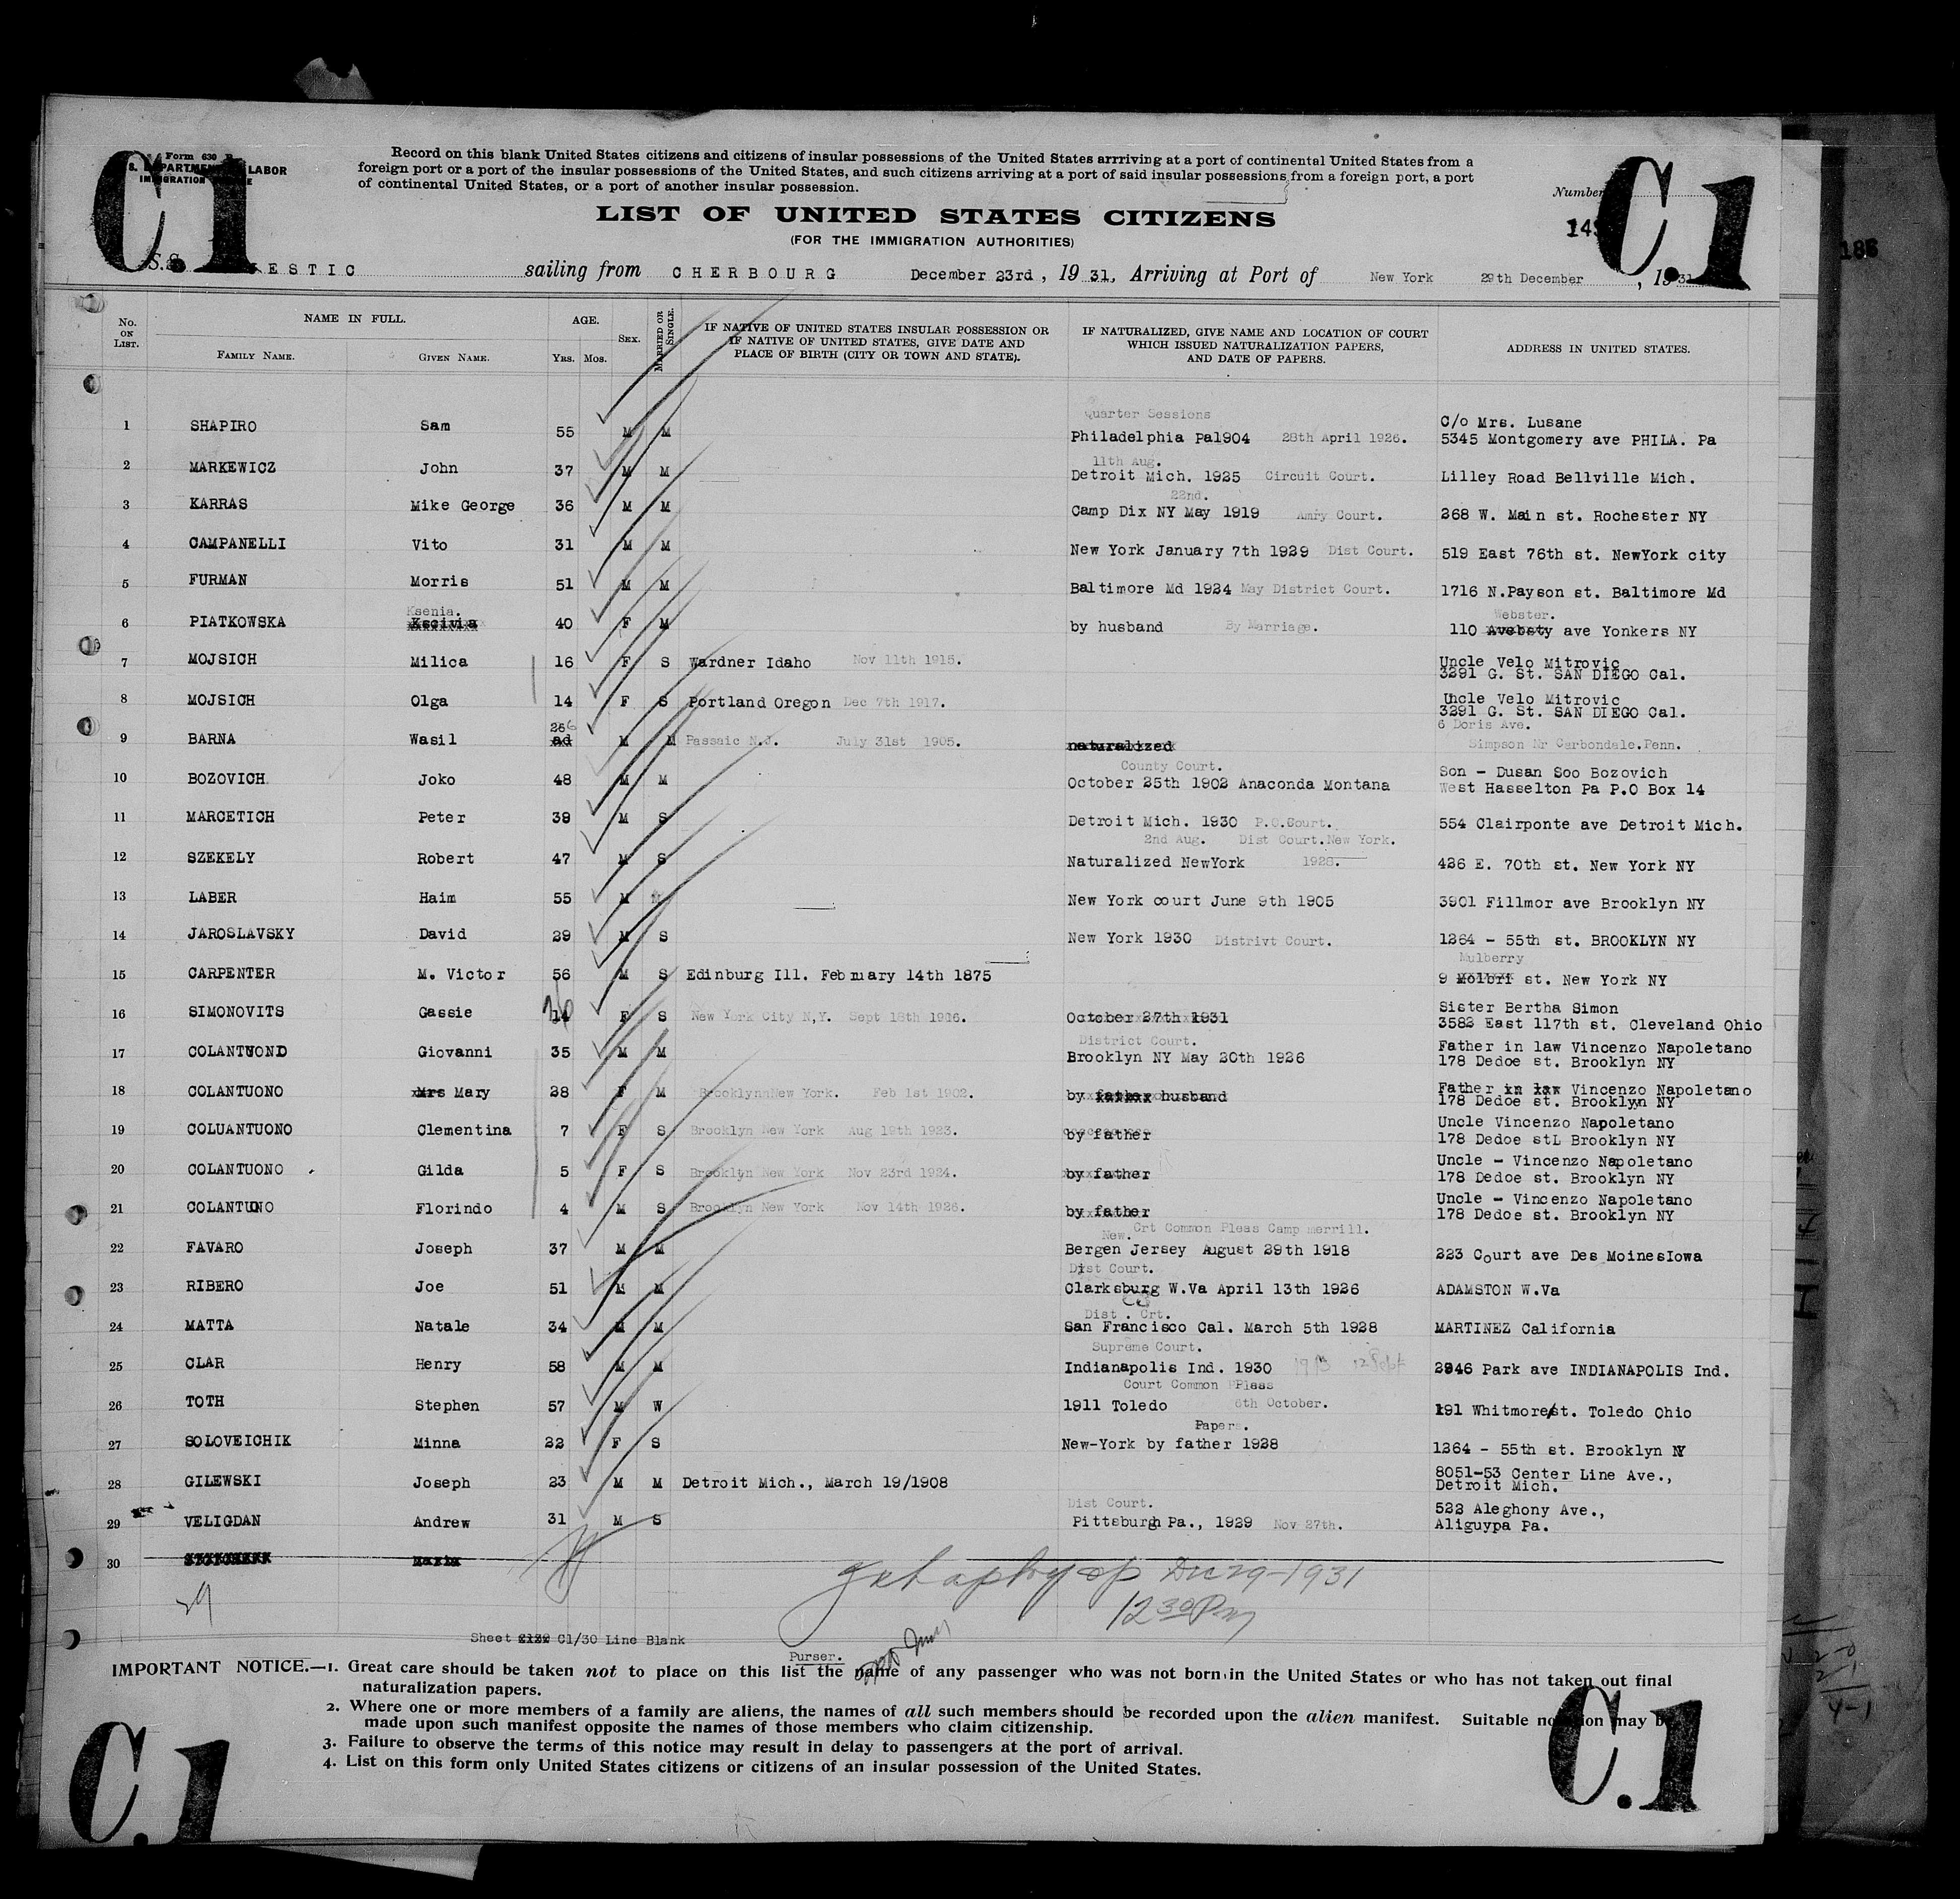 Form 630
LABOR
IMMIGRATION
C.1
Record on this blank United States citizens and citizens of insular possessions of the United States arrriving at a port of continental United States from a
foreign port or a port of the insular possessions of the United States, and such citizens arriving at a port of said insular possessions from a foreign port, a port
of continental United States, or a port of another insular possession.
Number
C.1
LIST OF UNITED STATES CITIZENS
(FOR THE IMMIGRATION AUTHORITIES)
S.S. ESTIC sailing from CHERBOURG December 23rd, 1931, Arriving at Port of New York 29th December, 1931
No. ON LIST. NAME IN FULL. AGE. SEX. MARRIED OR SINGLE. IF NATIVE OF UNITED STATES INSULAR POSSESSION OR IF NATIVE OF UNITED STATES, GIVE DATE AND PLACE OF BIRTH (CITY OR TOWN AND STATE). IF NATURALIZED, GIVE NAME AND LOCATION OF COURT WHICH ISSUED NATURALIZATION PAPERS, AND DATE OF PAPERS. ADDRESS IN UNITED STATES.
FAMILY NAME. GIVEN NAME. YRS. MOS.
Quarter Sessions C/o Mrs. Lusane
1 SHAPIRO Sam 55 M M Philadelphia Pa1904 28th April 1926. 5345 Montgomery ave PHILA. Pa
11th Aug.
2 MARKEWICZ John 37 M M Detroit Mich. 1925 Circuit Court. Lilley Road Bellville Mich.
22nd.
3 KARRAS Mike George 36 M M Camp Dix NY May 1919 Amry Court. 268 W. Main st. Rochester NY
4 CAMPANELLI Vito 31 M M New York January 7th 1929 Dist Court. 519 East 76th st. NewYork city
5 FURMAN Morris 51 M M Baltimore Md 1924 May District Court. 1716 N.Payson st. Baltimore Md
Ksenia. Webster.
6 PIATKOWSKA Kscivia 40 F M by husband By Marriage. 110 Avebsty ave Yonkers NY
7 MOJSICH Milica 16 F S Wardner Idaho Nov 11th 1915. Uncle Velo Mitrovic
3291 G. St. SAN DIEGO Cal.
8 MOJSICH Olga 14 F S Portland Oregon Dec 7th 1917. Uncle Velo Mitrovic
3291 G. St. SAN DIEGO Cal.
26 6 Doris Ave.
9 BARNA Wasil M M Passaic N.J. July 31st 1905. naturalized Simpson Nr Carbondale.Penn.
County Court. Son - Dusan Soo Bozovich
10 BOZOVICH Joko 48 M M October 25th 1902 Anaconda Montana West Hasselton Pa P.O Box 14
11 MARCETICH Peter 39 M S Detroit Mich. 1930 P.O.Court. 554 Clairponte ave Detroit Mich.
2nd Aug. Dist Court.New York.
12 SZEKELY Robert 47 M S Naturalized NewYork 1928. 426 E. 70th st. New York NY
13 LABER Haim 55 M New York court June 9th 1905 3901 Fillmor ave Brooklyn NY
14 JAROSLAVSKY David 29 M S New York 1930 Distrivt Court. 1264 - 55th st. BROOKLYN NY
Mulberry
15 CARPENTER M. Victor 56 M S Edinburg Ill. February 14th 1875 9 Molbri st. New York NY
Sister Bertha Simon
16 SIMONOVITS Gassie 14 F S New York City N,Y. Sept 18th 1916. October 27th 1931 3582 East 117th st. Cleveland Ohio
District Court. Father in law Vincenzo Napoletano
17 COLANTUONO Giovanni 35 M M Brooklyn NY May 20th 1926 178 Dedoe st. Brooklyn NY
Father in law Vincenzo Napoletano
18 COLANTUONO Mrs Mary 28 F M BrooklynnNew York. Feb 1st 1902. by father husband 178 Dedoe st. Brooklyn NY
Uncle Vincenzo Napoletano
19 COLUANTUONO Clementina 7 F S Brooklyn New York Aug 19th 1923. by father 178 Dedoe stL Brooklyn NY
Uncle - Vincenzo Napoletano
20 COLANTUONO Gilda 5 F S Brookltn New York Nov 23rd 1924. by father 178 Dedoe st. Brooklyn NY
Uncle - Vincenzo Napoletano
21 COLANTUONO Florindo 4 M S Brooklyn New York Nov 14th 1926. by father 178 Dedoe st. Brooklyn NY
New. Crt Common Pleas Camp merrill.
22 FAVARO Joseph 37 M M Bergen Jersey August 29th 1918 223 Court ave Des MoinesIowa
Dist Court.
23 RIBERO Joe 51 M M Clarksburg W.Va April 13th 1926 ADAMSTON W.Va
Dist . Crt.
24 MATTA Natale 34 M M San Francisco Cal. March 5th 1928 MARTINEZ California
Supreme Court.
25 CLAR Henry 58 M M Indianapolis Ind. 1930 12 Sept 2946 Park ave INDIANAPOLIS Ind.
Court Common PPleas
26 TOTH Stephen 57 M W 1911 Toledo 6th October. 191 Whitmorest. Toledo Ohio
Papers.
27 SOLOVEICHIK Minna 22 F S New-York by father 1928 1264 - 55th st. Brooklyn NY
28 GILEWSKI Joseph 23 M M Detroit Mich., March 19/1908 8051-53 Center Line Ave.,
Detroit Mich.
Dist Court. 522 Aleghony Ave.,
29 VELIGDAN Andrew 31 M S Pittsburgh Pa., 1929 Nov 27th. Aliguypa Pa.
30
Dec 29-1931
12 30 Pm
29
Sheet C1/30 Line Blank
Purser.
IMPORTANT NOTICE.—1. Great care should be taken not to place on this list the name of any passenger who was not born in the United States or who has not taken out final
naturalization papers.
2. Where one or more members of a family are aliens, the names of all such members should be recorded upon the alien manifest. Suitable notation may be
made upon such manifest opposite the names of those members who claim citizenship.
3. Failure to observe the terms of this notice may result in delay to passengers at the port of arrival.
4. List on this form only United States citizens or citizens of an insular possession of the United States.
C.1
C.1